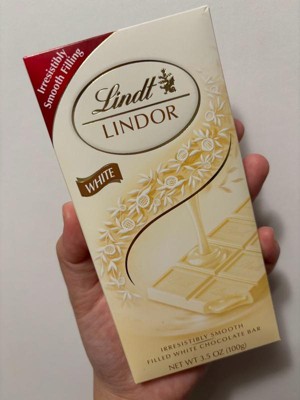 Irresistibly
Smooth Filling
Lindt
LINDOR
WHITE
IRRESISTIBLY SMOOTH
FILLED WHITE CHOCOLATE BAR
NET WT 3.5 OZ (100g)